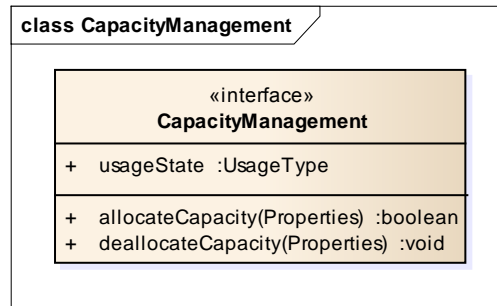 class CapacityManagement
«interface»
CapacityManagement
+ usageState :UsageType
+ allocateCapacity(Properties) :boolean
+ deallocateCapacity(Properties) :void